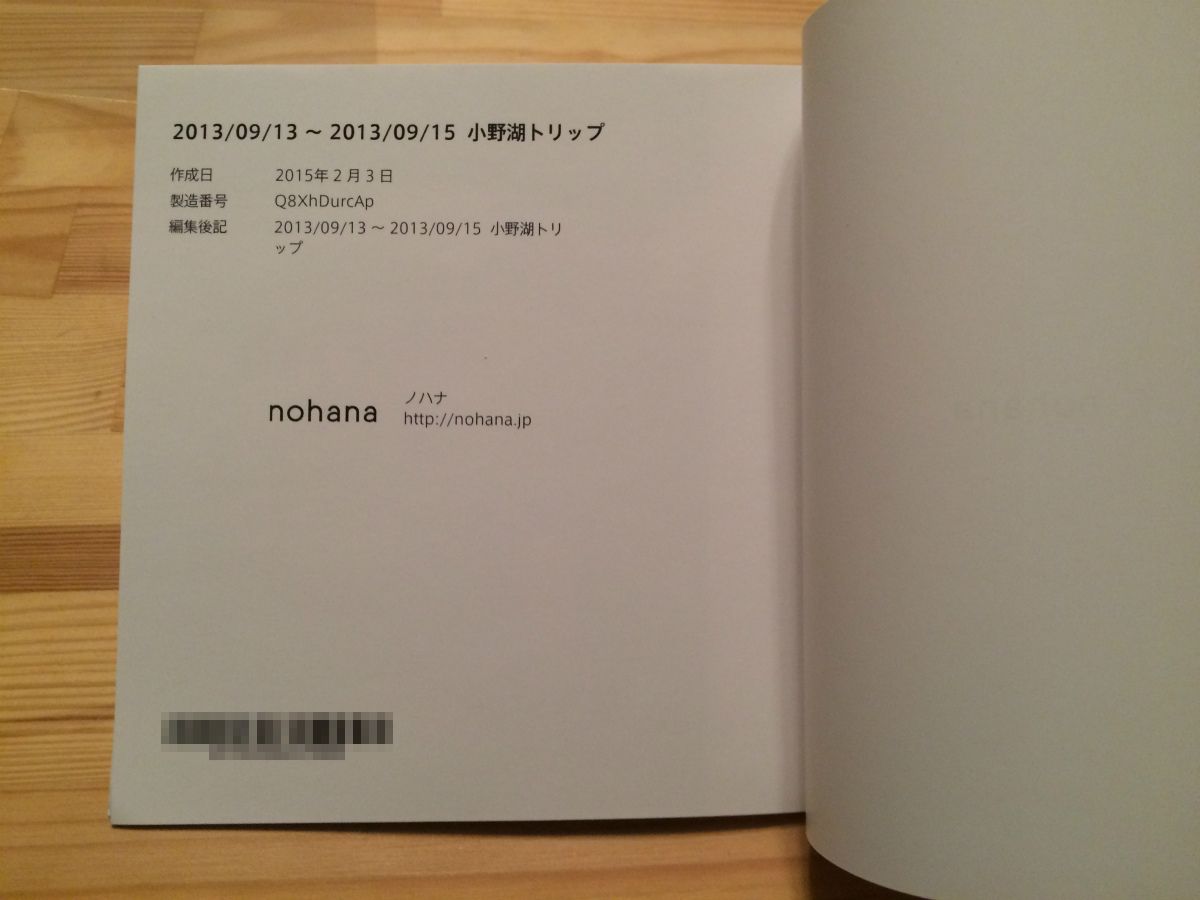 2013/09/13 ～ 2013/09/15 小野湖トリップ
作成日 2015年2月3日
製造番号 Q8XhDurcAp
編集後記 2013/09/13 ～ 2013/09/15 小野湖トリ
ップ
nohana ノハナ
http://nohana.jp